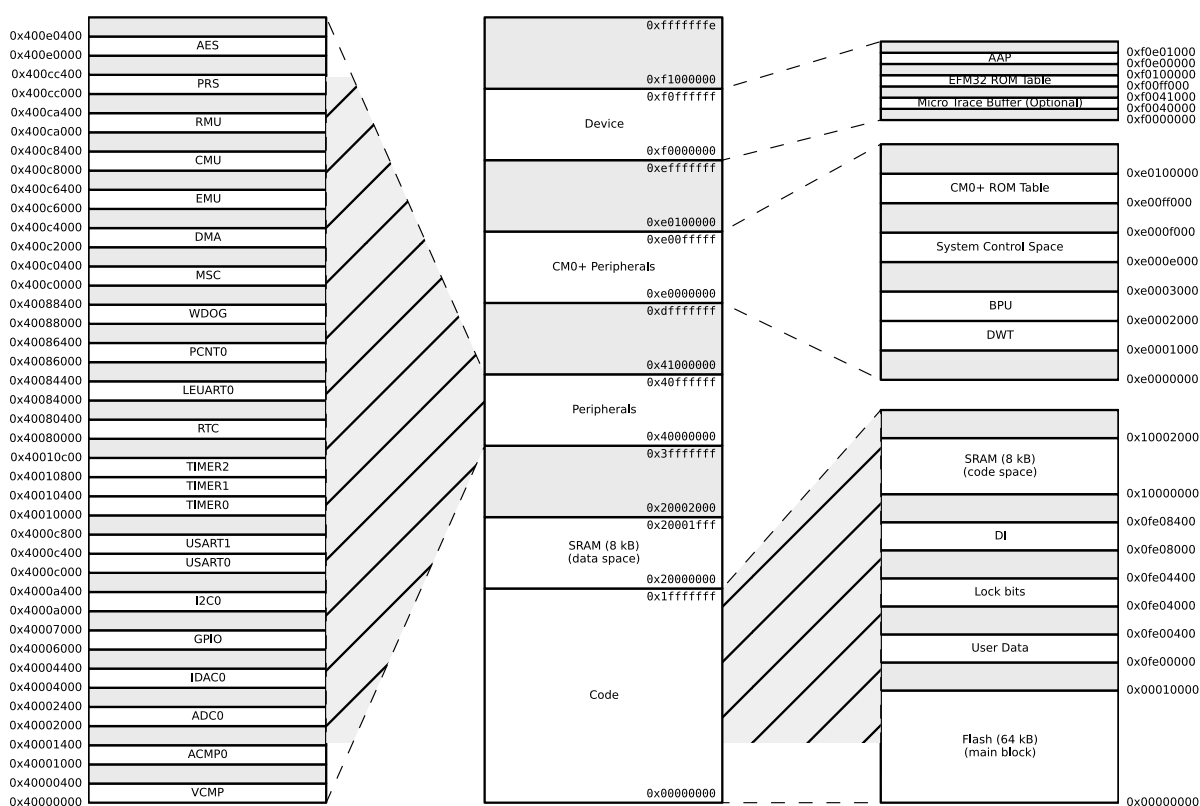 0x400e0400
AES
0x400e0000
0x400cc400
PRS
0x400cc000
0x400ca400
RMU
0x400ca000
0x400c8400
CMU
0x400c8000
0x400c6400
EMU
0x400c6000
0x400c4000
DMA
0x400c2000
0x400c0400
MSC
0x400c0000
0x40088400
WDOG
0x40088000
0x40086400
PCNT0
0x40086000
0x40084400
LEUART0
0x40084000
0x40080400
RTC
0x40080000
0x40010c00
TIMER2
0x40010800
TIMER1
0x40010400
TIMER0
0x40010000
0x4000c800
USART1
0x4000c400
USART0
0x4000c000
0x4000a400
I2C0
0x4000a000
0x40007000
GPIO
0x40006000
0x40004400
IDAC0
0x40004000
0x40002400
ADC0
0x40002000
0x40001400
ACMP0
0x40001000
0x40000400
VCMP
0x40000000
0xfffffffe
0xf1000000
0xf0ffffff
Device
0xf0000000
0xefffffff
0xe0100000
0xe00fffff
CM0+ Peripherals
0xe0000000
0xdfffffff
0x41000000
0x40ffffff
Peripherals
0x40000000
0x3fffffff
0x20002000
0x20001fff
SRAM (8 kB)
(data space)
0x20000000
0x1fffffff
Code
0x00000000
0xf0e01000
AAP
0xf0e00000
0xf0100000
EFM32 ROM Table
0xf00ff000
0xf0041000
Micro Trace Buffer (Optional)
0xf0040000
0xf0000000
0xe0100000
CM0+ ROM Table
0xe00ff000
0xe000f000
System Control Space
0xe000e000
0xe0003000
BPU
0xe0002000
DWT
0xe0001000
0xe0000000
0x10002000
SRAM (8 kB)
(code space)
0x10000000
0x0fe08400
DI
0x0fe08000
0x0fe04400
Lock bits
0x0fe04000
0x0fe00400
User Data
0x0fe00000
0x00010000
Flash (64 kB)
(main block)
0x00000000